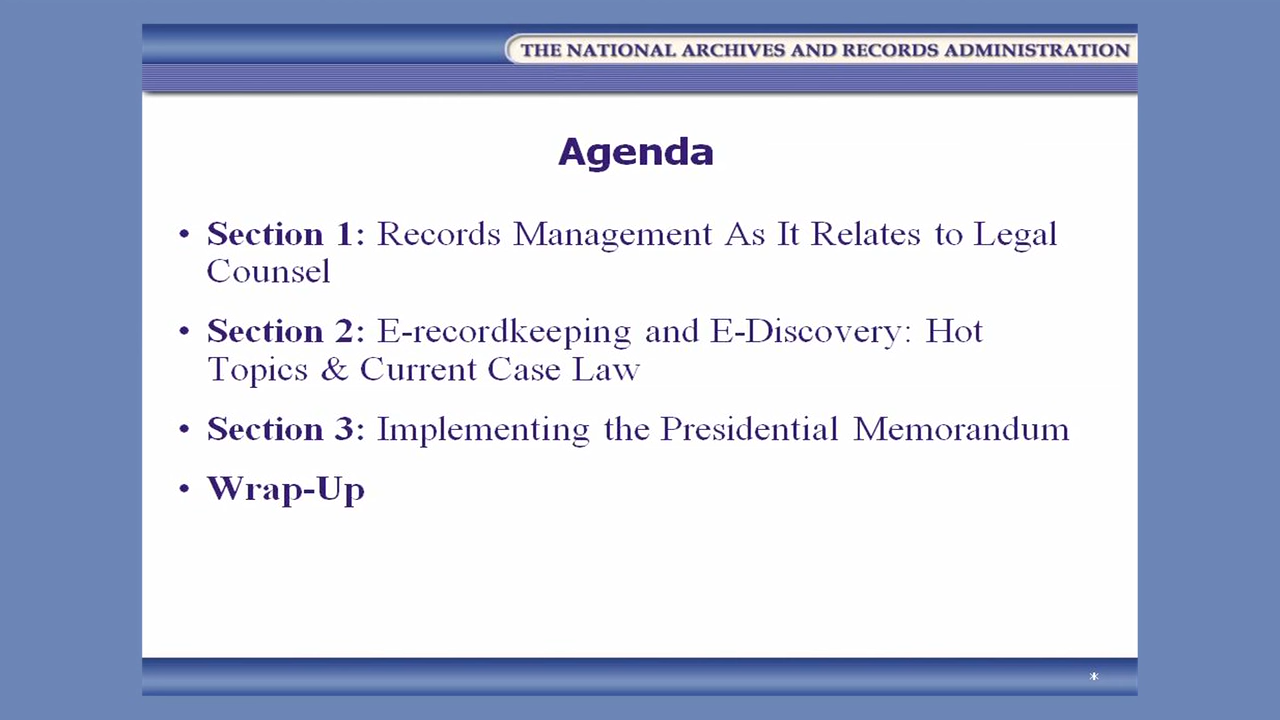 THE NATIONAL ARCHIVES AND RECORDS ADMINISTRATION
Agenda
• Section 1: Records Management As It Relates to Legal
Counsel
• Section 2: E-recordkeeping and E-Discovery: Hot
Topics & Current Case Law
• Section 3: Implementing the Presidential Memorandum
• Wrap-Up
*